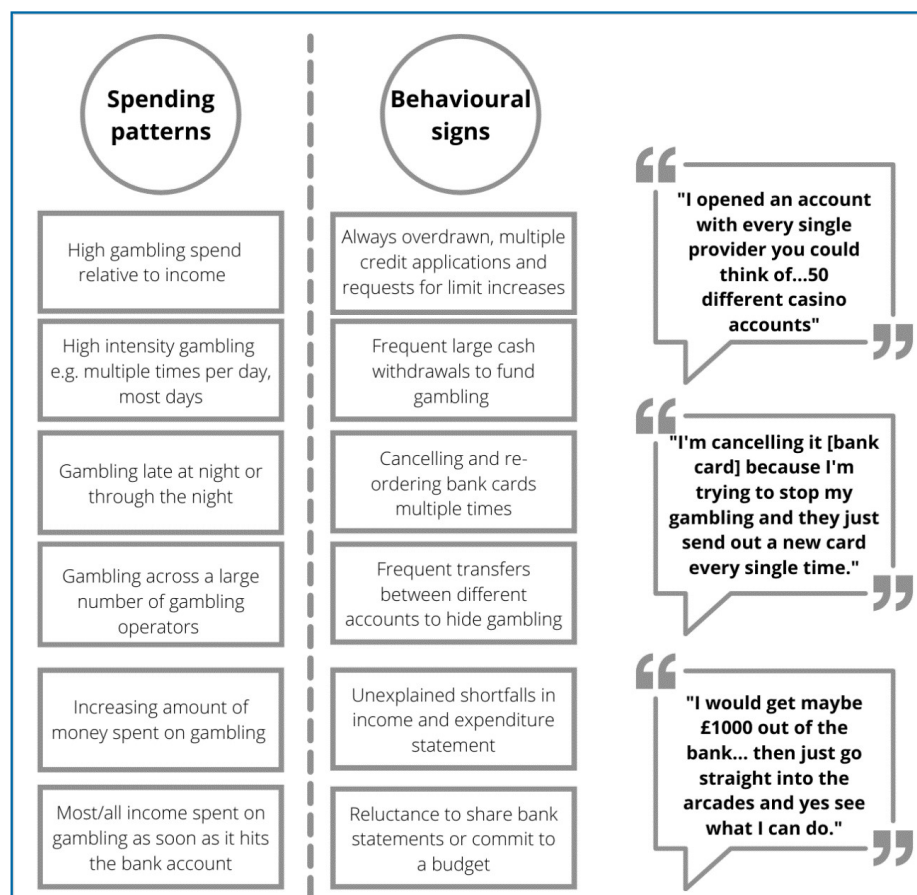 Spending
patterns
High gambling spend
relative to income
High intensity gambling
e.g. multiple times per day,
most days
Gambling late at night or
through the night
Gambling across a large
number of gambling
operators
Increasing amount of
money spent on gambling
Most/all income spent on
gambling as soon as it hits
the bank account
Behavioural
signs
Always overdrawn, multiple
credit applications and
requests for limit increases
Frequent large cash
withdrawals to fund
gambling
Cancelling and re-
ordering bank cards
multiple times
Frequent transfers
between different
accounts to hide gambling
Unexplained shortfalls in
income and expenditure
statement
Reluctance to share bank
statements or commit to
a budget
"I opened an account
with every single
provider you could
think of...50
different casino
accounts"
"I'm cancelling it [bank
card] because I'm
trying to stop my
gambling and they just
send out a new card
every single time."
"I would get maybe
£1000 out of the
bank... then just go
straight into the
arcades and yes see
what I can do."